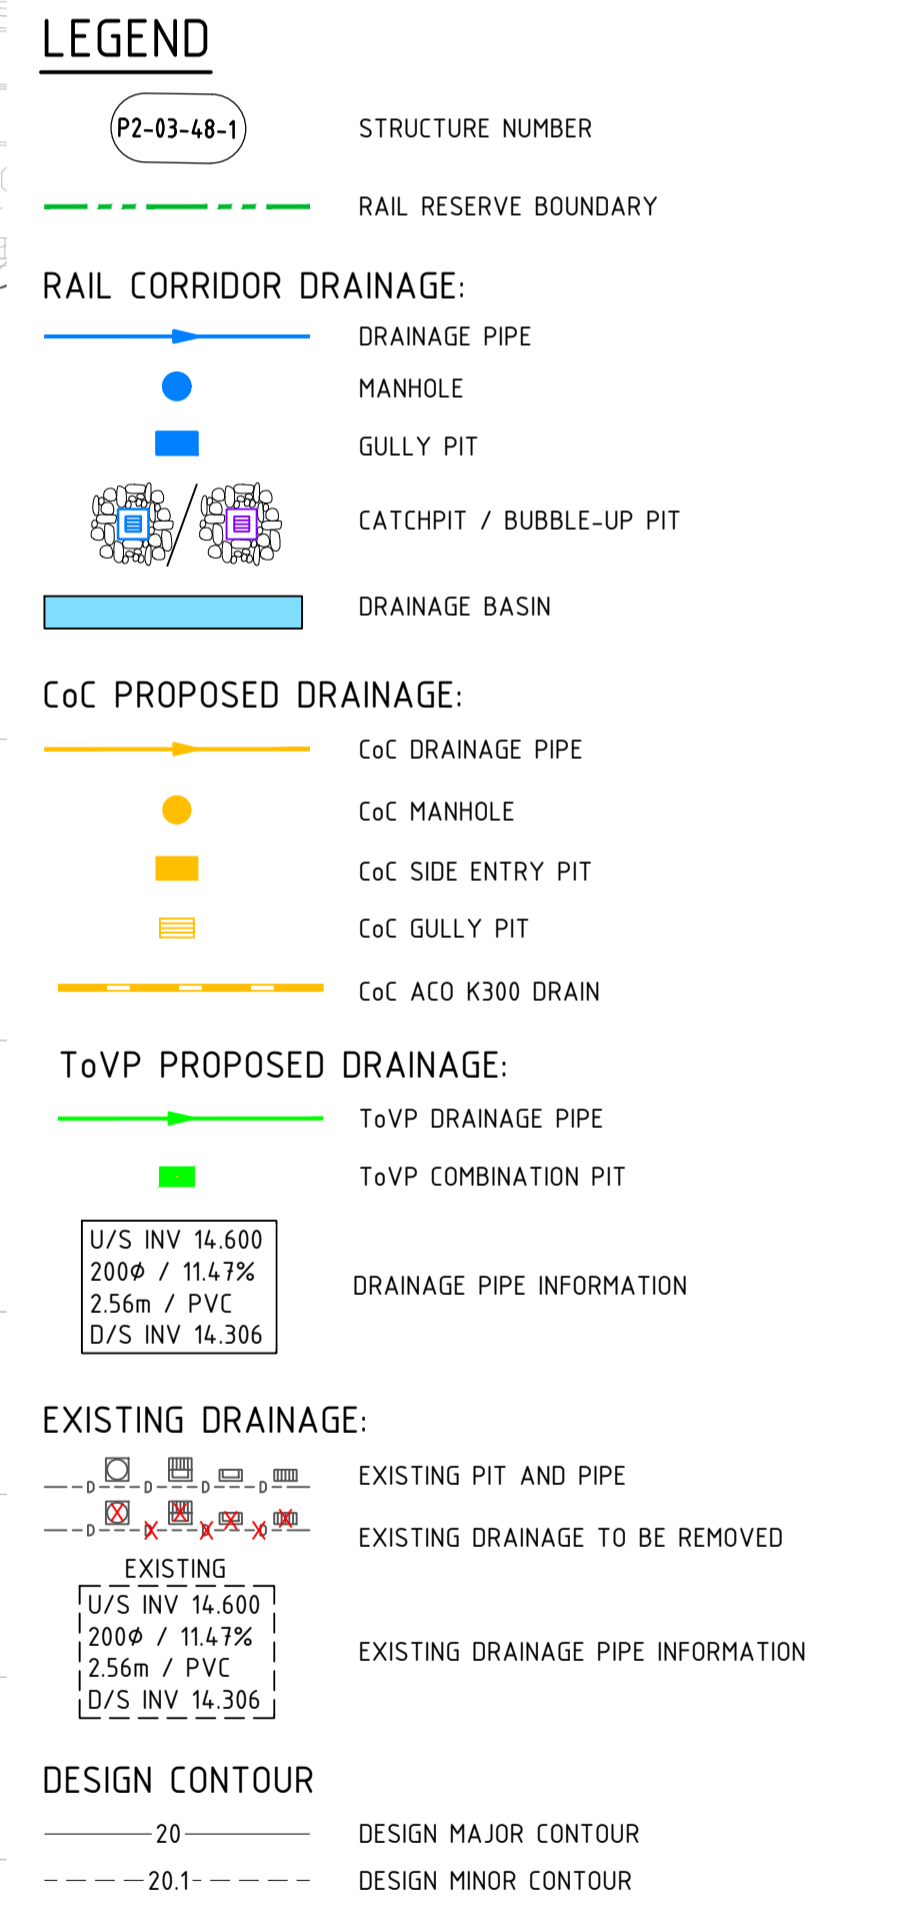 LEGEND
P2-03-48-1 STRUCTURE NUMBER
RAIL RESERVE BOUNDARY
RAIL CORRIDOR DRAINAGE:
DRAINAGE PIPE
MANHOLE
GULLY PIT
CATCHPIT / BUBBLE-UP PIT
DRAINAGE BASIN
CoC PROPOSED DRAINAGE:
CoC DRAINAGE PIPE
CoC MANHOLE
CoC SIDE ENTRY PIT
CoC GULLY PIT
CoC ACO K300 DRAIN
ToVP PROPOSED DRAINAGE:
ToVP DRAINAGE PIPE
ToVP COMBINATION PIT
U/S INV 14.600
200Ø / 11.47%
2.56m / PVC
D/S INV 14.306
DRAINAGE PIPE INFORMATION
EXISTING DRAINAGE:
D D D D
EXISTING PIT AND PIPE
D D D D
EXISTING DRAINAGE TO BE REMOVED
EXISTING
U/S INV 14.600
200Ø / 11.47%
2.56m / PVC
D/S INV 14.306
EXISTING DRAINAGE PIPE INFORMATION
DESIGN CONTOUR
20 DESIGN MAJOR CONTOUR
20.1 DESIGN MINOR CONTOUR